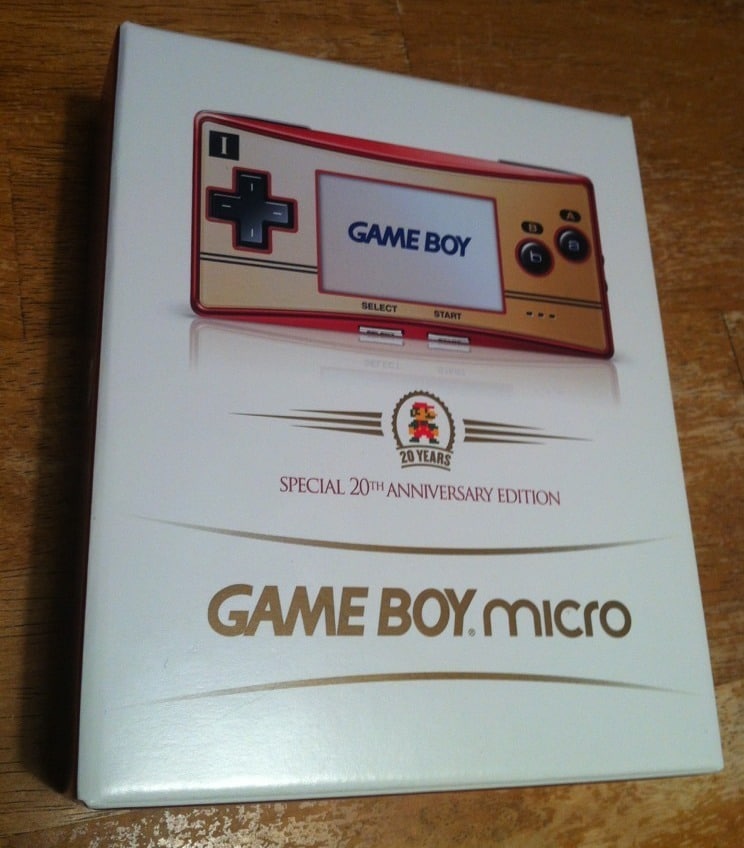 I
GAME BOY
B
A
b
a
SELECT
START
20 YEARS
SPECIAL 20TH ANNIVERSARY EDITION
GAME BOY® micro